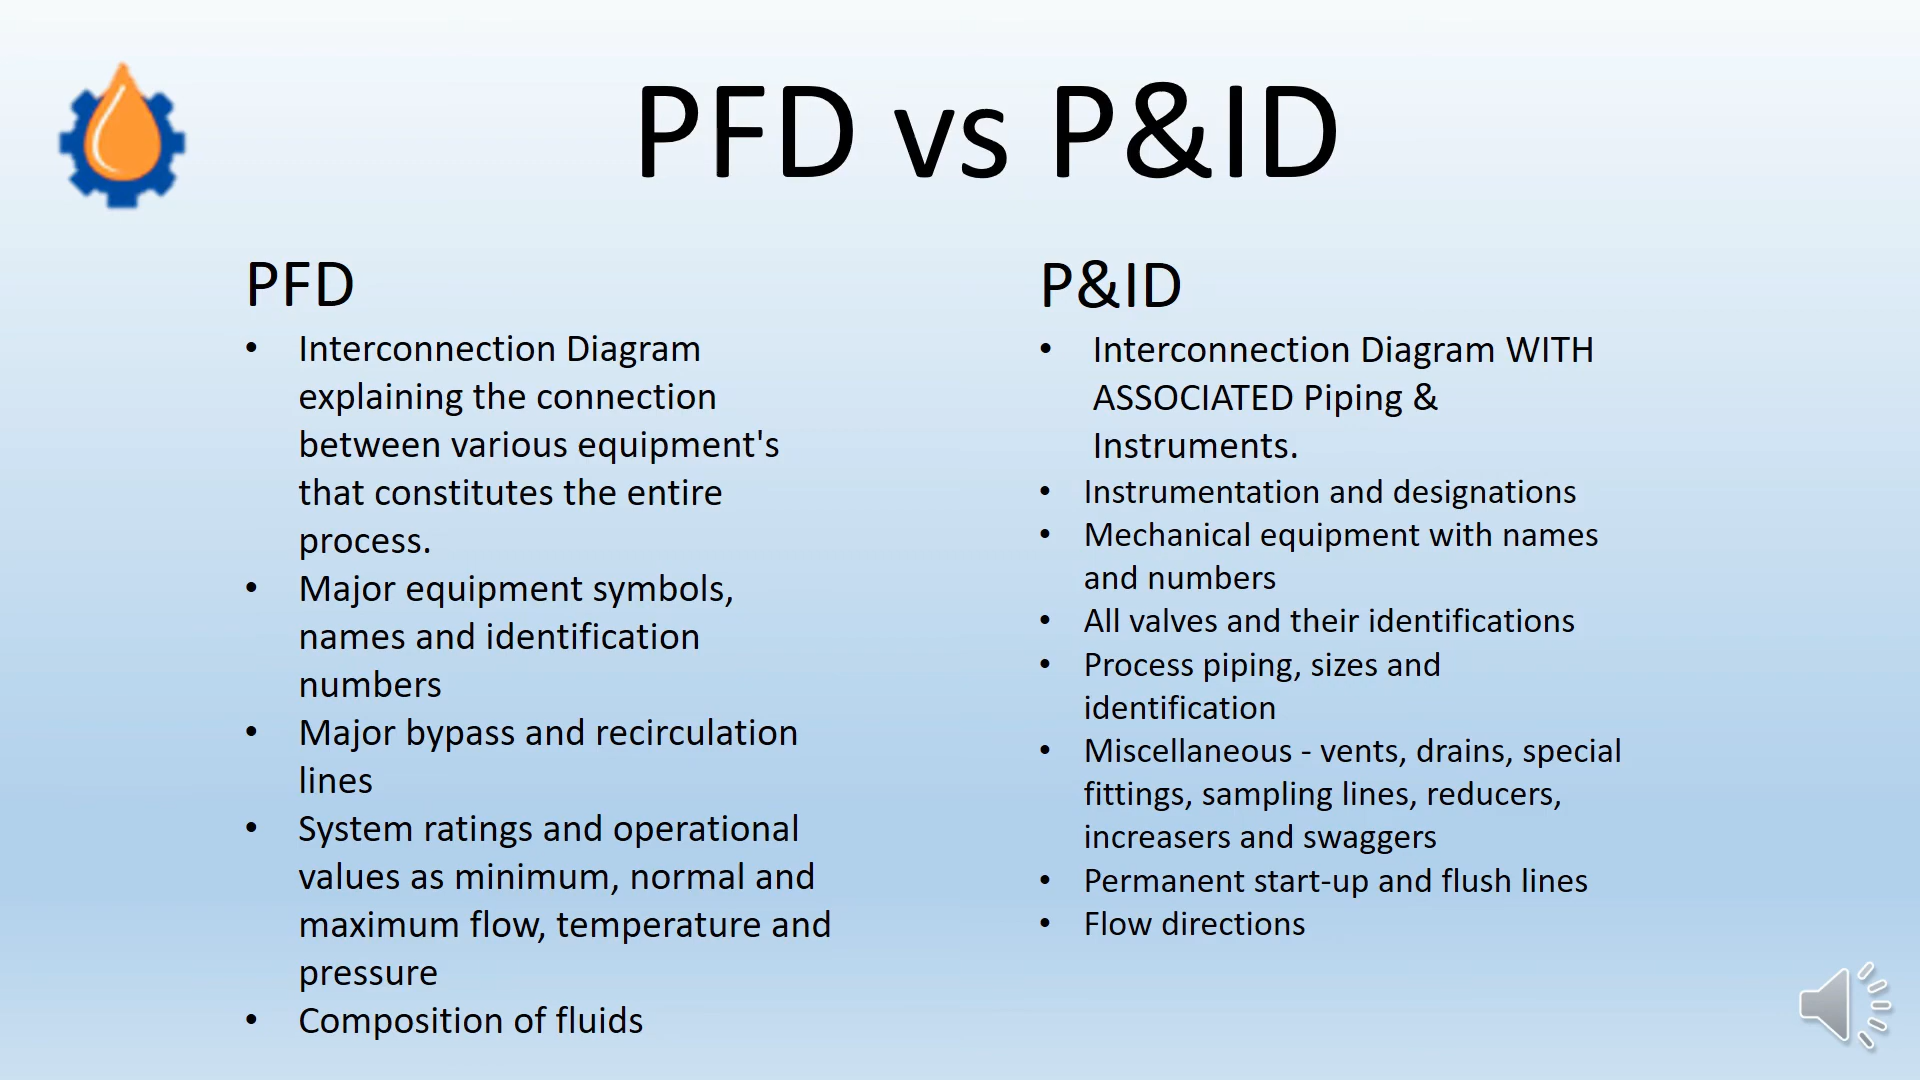 PFD vs P&ID
PFD
• Interconnection Diagram
explaining the connection
between various equipment's
that constitutes the entire
process.
• Major equipment symbols,
names and identification
numbers
• Major bypass and recirculation
lines
• System ratings and operational
values as minimum, normal and
maximum flow, temperature and
pressure
• Composition of fluids
P&ID
• Interconnection Diagram WITH
ASSOCIATED Piping &
Instruments.
• Instrumentation and designations
• Mechanical equipment with names
and numbers
• All valves and their identifications
• Process piping, sizes and
identification
• Miscellaneous - vents, drains, special
fittings, sampling lines, reducers,
increasers and swaggers
• Permanent start-up and flush lines
• Flow directions